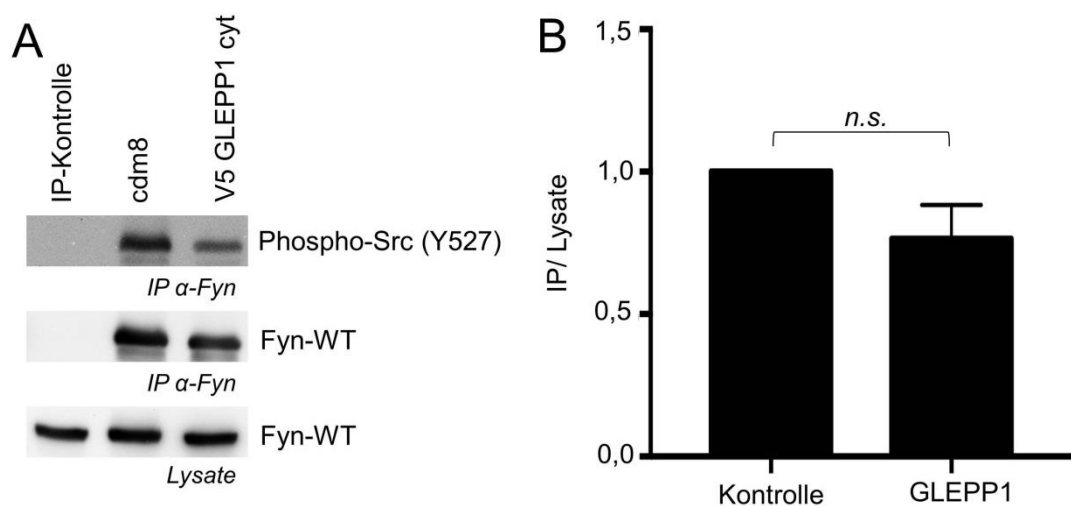 A
IP-Kontrolle
cdm8
V5 GLEPP1 cyt
Phospho-Src (Y527)
IP α-Fyn
Fyn-WT
IP α-Fyn
Fyn-WT
Lysate
B
IP/ Lysate
1,5
1,0
0,5
0,0
n.s.
Kontrolle
GLEPP1